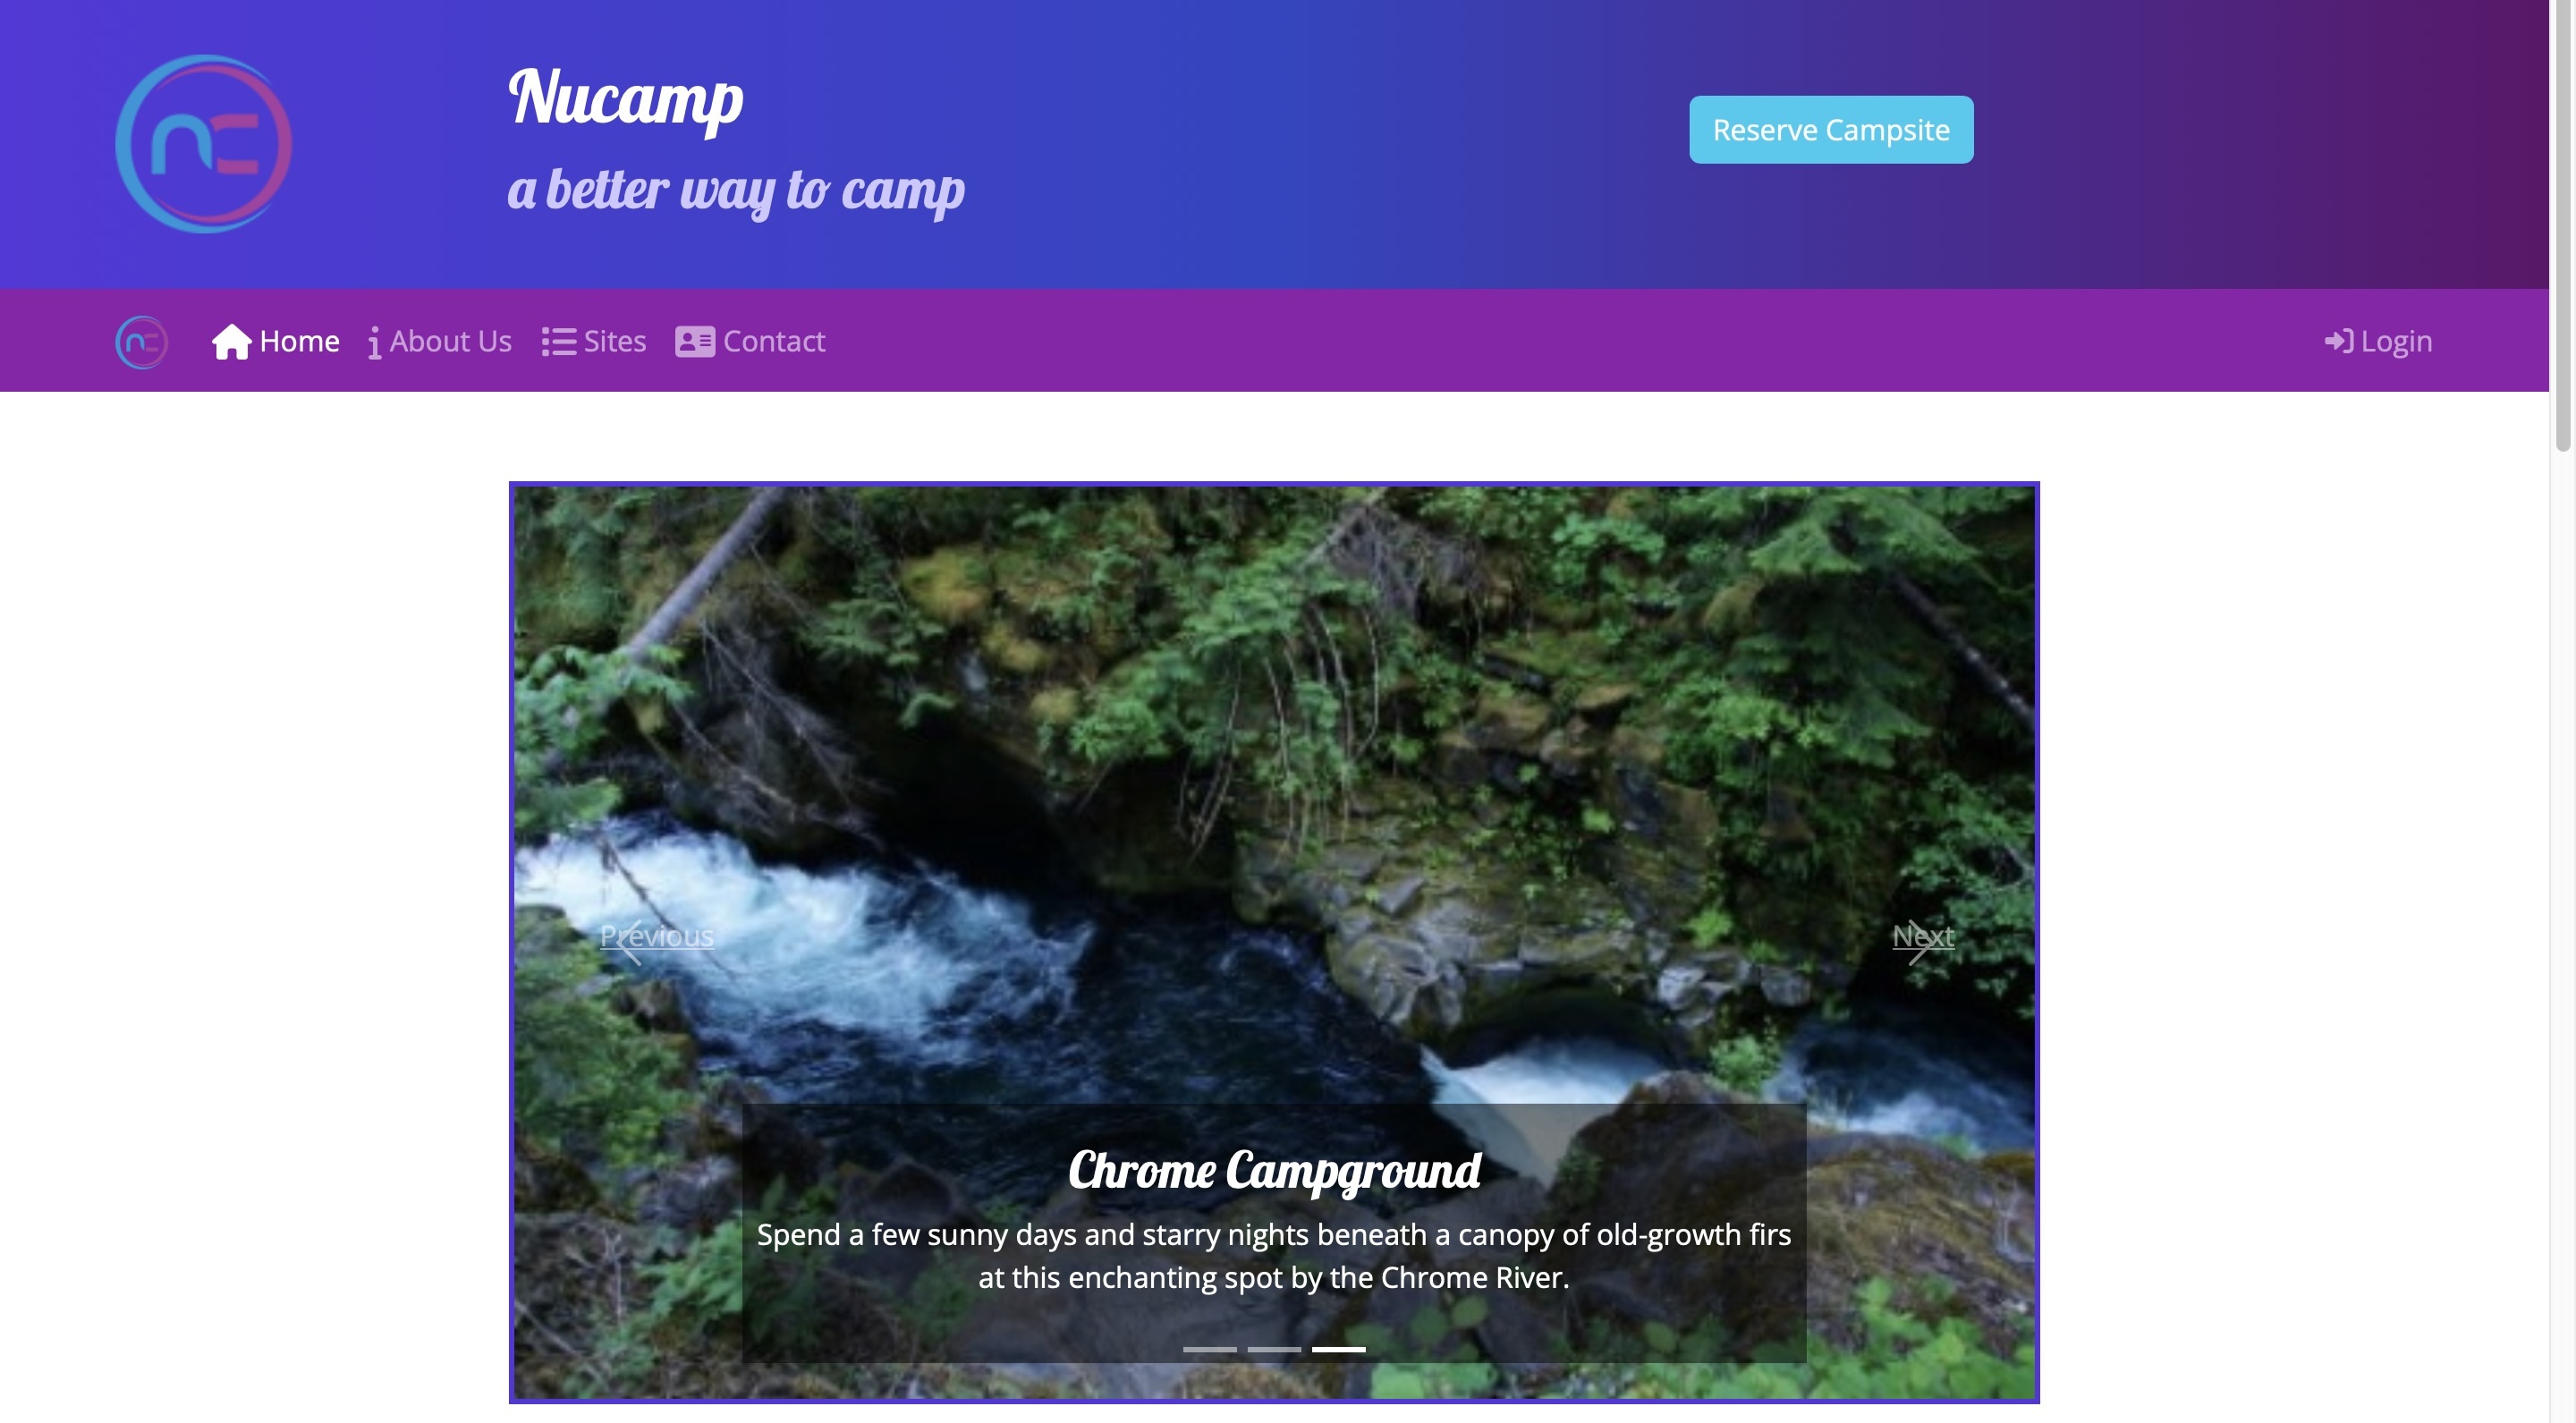 nc
Nucamp
a better way to camp
Reserve Campsite
nc Home About Us Sites Contact Login
Previous Next
Chrome Campground
Spend a few sunny days and starry nights beneath a canopy of old-growth firs
at this enchanting spot by the Chrome River.